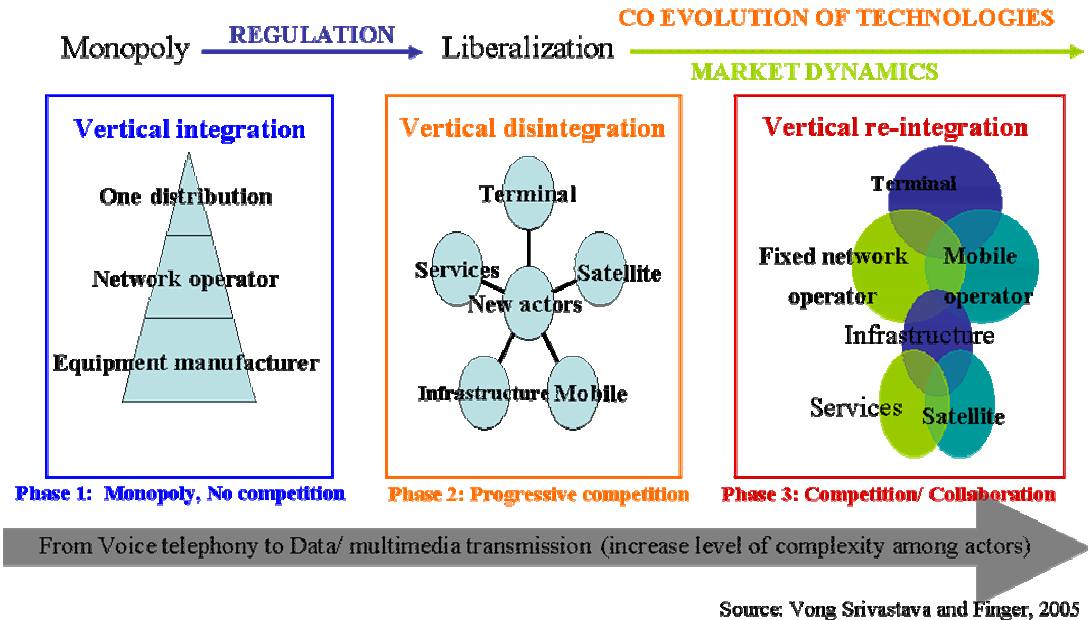 CO EVOLUTION OF TECHNOLOGIES
Monopoly
REGULATION
Liberalization
MARKET DYNAMICS
Vertical integration
One distribution
Network operator
Equipment manufacturer
Phase 1: Monopoly, No competition
Vertical disintegration
Terminal
Services
Satellite
New actors
Infrastructure
Mobile
Phase 2: Progressive competition
Vertical re-integration
Terminal
Fixed network
operator
Mobile
operator
Infrastructure
Services
Satellite
Phase 3: Competition/ Collaboration
From Voice telephony to Data/ multimedia transmission (increase level of complexity among actors)
Source: Vong Srivastava and Finger, 2005